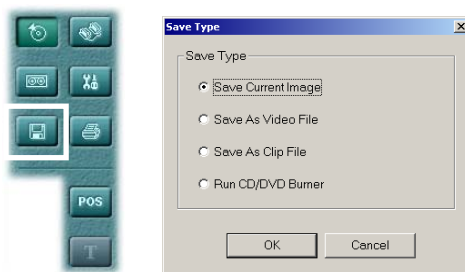 POS
T
Save Type
Save Type
Save Current Image
Save As Video File
Save As Clip File
Run CD/DVD Burner
OK
Cancel